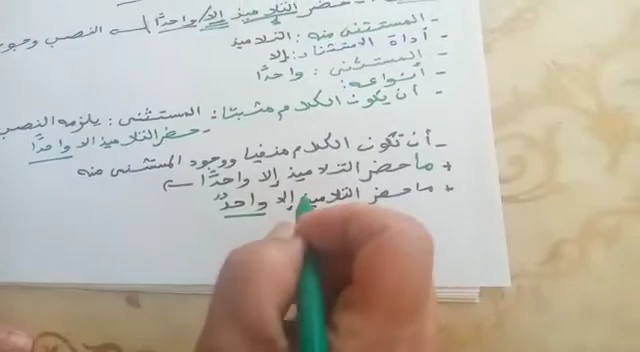 حضر التلاميذ إلا واحدًا النصب وجوبا
- المستثنى منه : التلاميذ
- أداة الاستثناء : إلا
- المستثنى : واحدًا
- أنواعه :
- أن يكون الكلام مثبتا : المستثنى : يلزمه النصب
- حضر التلاميذ إلا واحدًا
- أن تكون الكلام منفيا ووجود المستثنى منه
+ ما حضر التلاميذ إلا واحدًا
+ ما حضر التلاميذ إلا واحدٌ